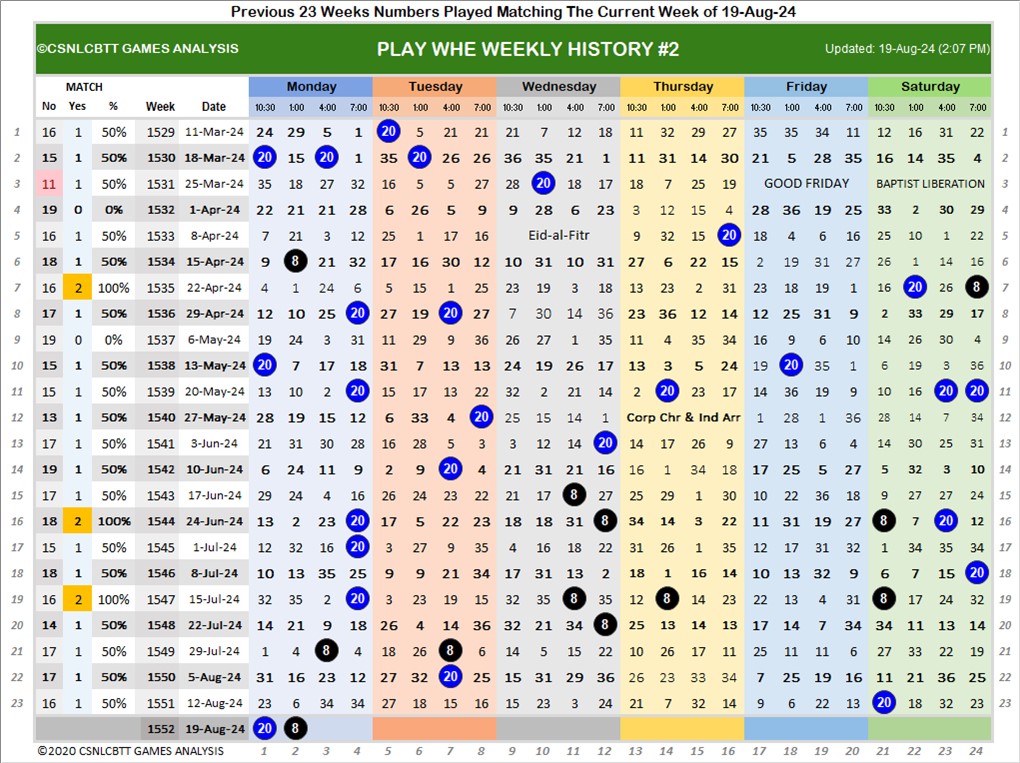 Previous 23 Weeks Numbers Played Matching The Current Week of 19-Aug-24
©CSNLCBTT GAMES ANALYSIS PLAY WHE WEEKLY HISTORY #2 Updated: 19-Aug-24 (2:07 PM)
MATCH Monday Tuesday Wednesday Thursday Friday Saturday
No Yes % Week Date 10:30 1:00 4:00 7:00 10:30 1:00 4:00 7:00 10:30 1:00 4:00 7:00 10:30 1:00 4:00 7:00 10:30 1:00 4:00 7:00 10:30 1:00 4:00 7:00
1 16 1 50% 1529 11-Mar-24 24 29 5 1 20 5 21 21 21 7 12 18 11 32 29 27 35 35 34 11 12 16 31 22 1
2 15 1 50% 1530 18-Mar-24 20 15 20 1 35 20 26 26 36 35 21 1 11 31 14 30 21 5 28 35 16 14 35 4 2
3 11 1 50% 1531 25-Mar-24 35 18 27 32 16 5 5 27 28 20 18 17 18 7 25 19 GOOD FRIDAY BAPTIST LIBERATION 3
4 19 0 0% 1532 1-Apr-24 22 21 21 28 6 26 5 9 9 28 6 23 3 12 15 4 28 36 19 25 33 2 30 29 4
5 16 1 50% 1533 8-Apr-24 7 21 3 12 25 1 17 16 Eid-al-Fitr 9 32 15 20 18 4 6 16 25 10 1 22 5
6 18 1 50% 1534 15-Apr-24 9 8 21 32 17 16 30 12 10 31 10 31 27 6 22 15 2 19 31 27 26 1 14 16 6
7 16 2 100% 1535 22-Apr-24 4 1 24 6 5 15 1 25 23 19 3 18 13 23 2 31 23 18 19 1 16 20 26 8 7
8 17 1 50% 1536 29-Apr-24 12 10 25 20 27 19 20 27 7 30 14 36 23 36 12 14 12 25 31 9 2 33 29 17 8
9 19 0 0% 1537 6-May-24 19 24 3 31 11 29 9 36 26 27 1 35 11 4 35 34 16 9 6 10 14 26 30 4 9
10 15 1 50% 1538 13-May-24 20 7 17 18 31 7 13 13 24 19 26 17 13 3 5 24 19 20 35 1 6 19 3 36 10
11 15 1 50% 1539 20-May-24 13 10 2 20 15 17 13 22 32 2 21 14 2 20 23 17 14 36 19 9 10 16 20 20 11
12 13 1 50% 1540 27-May-24 28 19 15 12 6 33 4 20 25 15 14 1 Corp Chr & Ind Arr 1 28 1 36 28 14 7 34 12
13 17 1 50% 1541 3-Jun-24 21 31 30 28 16 28 5 3 3 12 14 20 14 17 26 9 27 13 6 4 14 30 25 31 13
14 19 1 50% 1542 10-Jun-24 6 24 11 9 2 9 20 4 21 31 21 16 16 1 34 18 17 25 5 27 5 32 3 10 14
15 17 1 50% 1543 17-Jun-24 29 24 4 16 26 24 23 22 21 17 8 27 25 29 1 30 10 22 36 18 9 27 27 24 15
16 18 2 100% 1544 24-Jun-24 13 2 23 20 17 5 22 23 18 18 31 8 34 14 3 22 11 31 19 27 8 7 20 12 16
17 15 1 50% 1545 1-Jul-24 12 32 16 20 3 27 9 35 4 16 18 22 31 26 1 35 12 17 31 32 1 34 35 34 17
18 18 1 50% 1546 8-Jul-24 10 13 35 25 9 9 21 34 17 31 13 2 18 1 16 14 10 13 32 9 6 7 15 20 18
19 16 2 100% 1547 15-Jul-24 32 35 2 20 3 23 19 15 32 35 8 35 12 8 14 23 22 13 4 31 8 17 24 32 19
20 14 1 50% 1548 22-Jul-24 14 21 9 18 26 4 14 36 32 21 34 8 25 13 14 13 17 14 7 34 34 11 13 14 20
21 17 1 50% 1549 29-Jul-24 1 4 8 4 18 26 8 6 14 5 15 22 10 26 17 11 25 11 11 6 27 33 22 19 21
22 17 1 50% 1550 5-Aug-24 31 16 23 12 27 32 20 25 15 31 29 36 26 23 33 34 7 25 19 16 11 21 36 25 22
23 16 1 50% 1551 12-Aug-24 23 6 34 34 27 18 15 16 15 23 3 24 21 7 32 14 9 6 22 13 20 18 32 23 23
1552 19-Aug-24 20 8
©2020 CSNLCBTT GAMES ANALYSIS 1 2 3 4 5 6 7 8 9 10 11 12 13 14 15 16 17 18 19 20 21 22 23 24